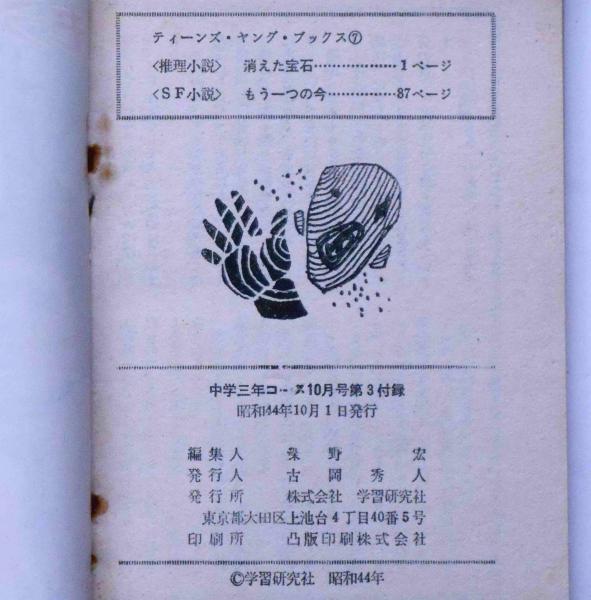 ティーンズ・ヤング・ブックス⑦
〈推理小説〉 消えた宝石………………1ページ
〈SF小説〉 もう一つの今……………87ページ
中学三年コース10月号第3付録
昭和44年10月1日発行
編集人 桑野 宏
発行人 古岡秀人
発行所 株式会社 学習研究社
東京都大田区上池台4丁目40番5号
印刷所 凸版印刷株式会社
©学習研究社 昭和44年